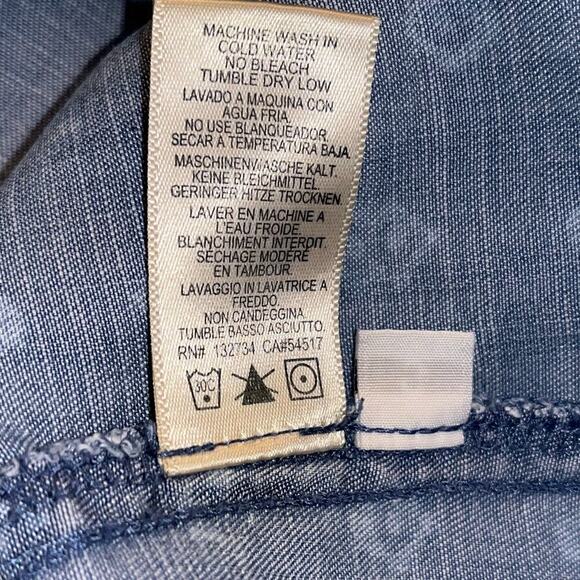 MACHINE WASH IN
COLD WATER
NO BLEACH
TUMBLE DRY LOW
LAVADO A MAQUINA CON
AGUA FRIA.
NO USE BLANQUEADOR
SECAR A TEMPERATURA BAJA.
MASCHINENWASCHE KALT.
KEINE BLEICHMITTEL.
GERINGER HITZE TROCKNEN.
LAVER EN MACHINE A
L'EAU FROIDE.
BLANCHIMENT INTERDIT.
SÉCHAGE MODÉRÉ
EN TAMBOUR.
LAVAGGIO IN LAVATRICE A
FREDDO.
NON CANDEGGINA.
TUMBLE BASSO ASCIUTTO.
RN# 132734 CA#54517
30C